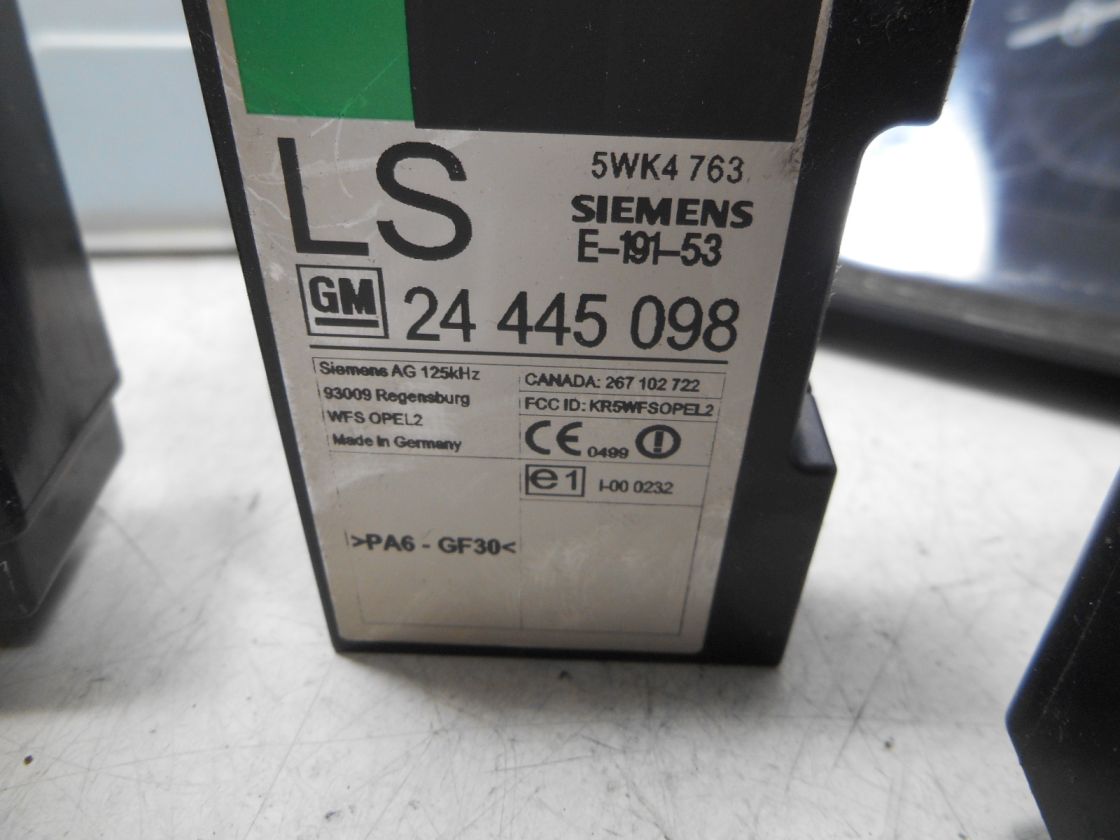 LS
5WK4 763
SIEMENS
E-191-53
GM
24 445 098
Siemens AG 125kHz
93009 Regensburg
WFS OPEL2
Made in Germany
CANADA: 267 102 722
FCC ID: KR5WFSOPEL2
CE 0499
e1 I-00 0232
>PA6 - GF30<